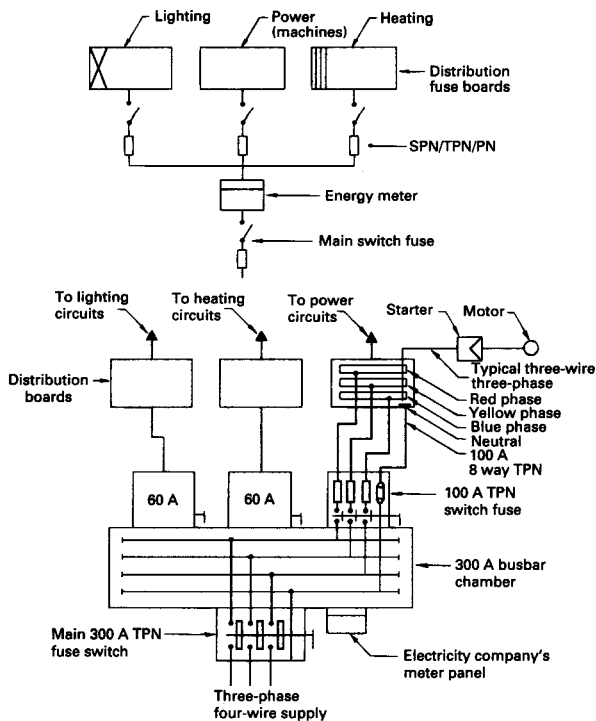 Lighting
Power
(machines)
Heating
Distribution
fuse boards
SPN/TPN/PN
Energy meter
Main switch fuse
To lighting
circuits
To heating
circuits
To power
circuits
Starter
Motor
Distribution
boards
Typical three-wire
three-phase
Red phase
Yellow phase
Blue phase
Neutral
100 A
8 way TPN
60 A
60 A
100 A TPN
switch fuse
300 A busbar
chamber
Main 300 A TPN
fuse switch
Electricity company's
meter panel
Three-phase
four-wire supply